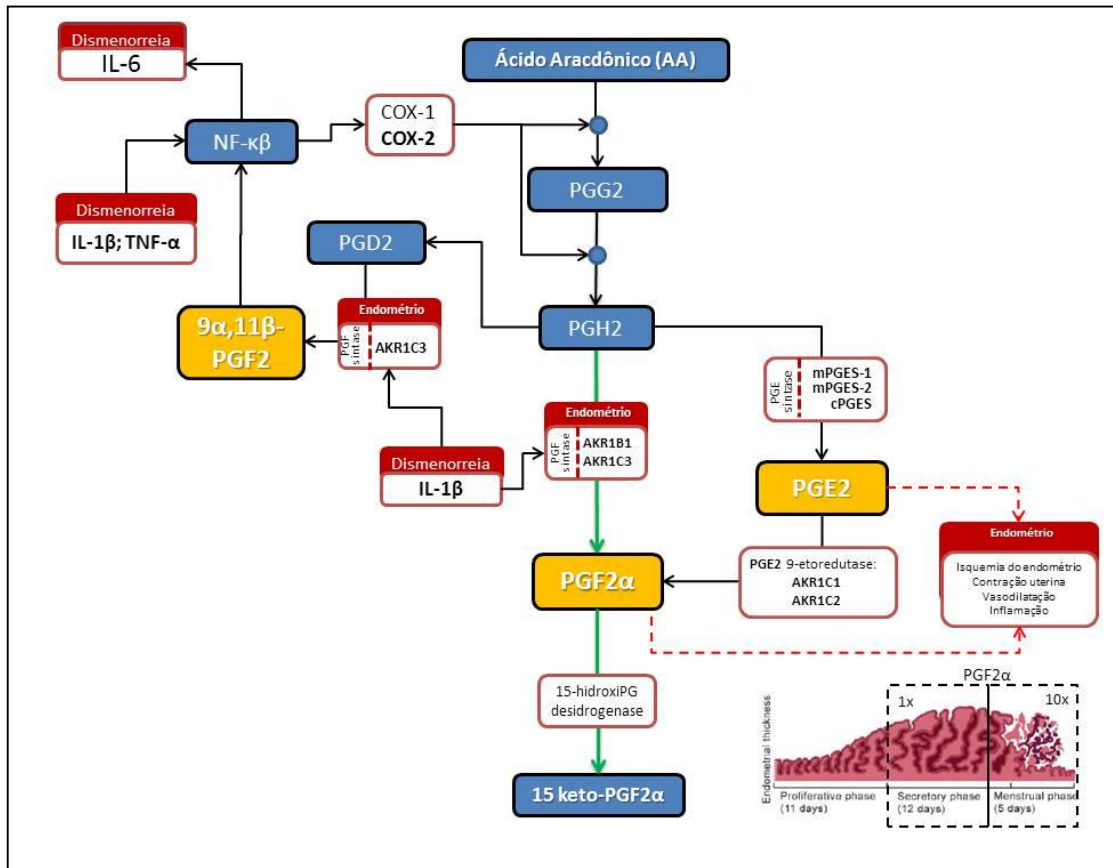 Dismenorreia
IL-6
Ácido Aracdônico (AA)
COX-1
COX-2
NF-κβ
PGG2
Dismenorreia
IL-1β; TNF-α
PGD2
9α,11β-
PGF2
Endométrio
PGF
sintase
AKR1C3
PGH2
PGE
sintase
mPGES-1
mPGES-2
cPGES
Endométrio
PGF
sintase
AKR1B1
AKR1C3
Dismenorreia
IL-1β
PGE2
Endométrio
Isquemia do endométrio
Contração uterina
Vasodilatação
Inflamação
PGF2α
PGE2 9-etoredutase:
AKR1C1
AKR1C2
15-hidroxiPG
desidrogenase
15 keto-PGF2α
PGF2α
1x
10x
Endometrial thickness
Proliferative phase
(11 days)
Secretory phase
(12 days)
Menstrual phase
(5 days)